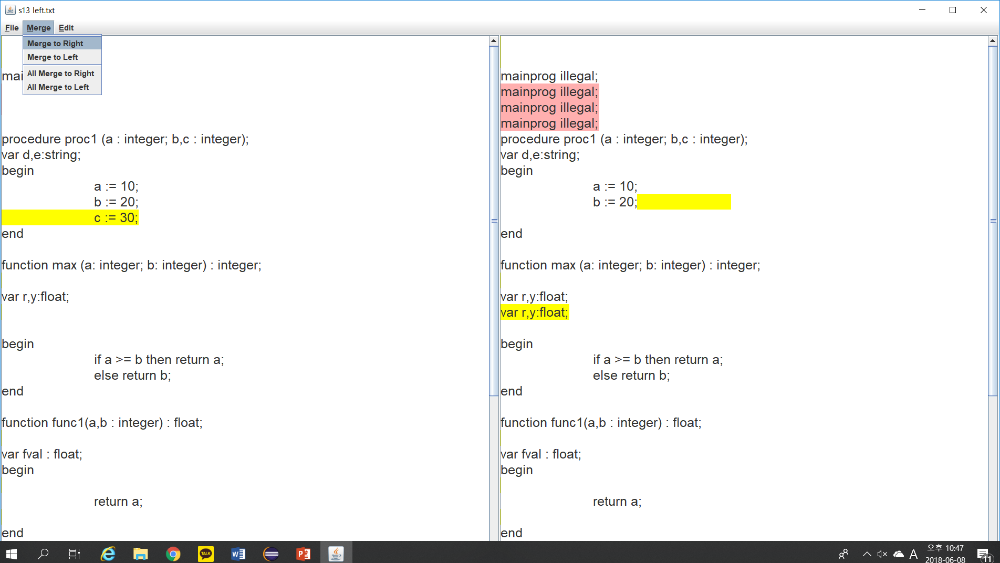 s13 left.txt
File Merge Edit
Merge to Right
Merge to Left
All Merge to Right
All Merge to Left
mai
procedure proc1 (a : integer; b,c : integer);
var d,e:string;
begin
a := 10;
b := 20;
c := 30;
end
function max (a: integer; b: integer) : integer;
var r,y:float;
begin
if a >= b then return a;
else return b;
end
function func1(a,b : integer) : float;
var fval : float;
begin
return a;
end
mainprog illegal;
mainprog illegal;
mainprog illegal;
mainprog illegal;
procedure proc1 (a : integer; b,c : integer);
var d,e:string;
begin
a := 10;
b := 20;
end
function max (a: integer; b: integer) : integer;
var r,y:float;
var r,y:float;
begin
if a >= b then return a;
else return b;
end
function func1(a,b : integer) : float;
var fval : float;
begin
return a;
end
TALK
A
오후 10:47
2018-06-08
11